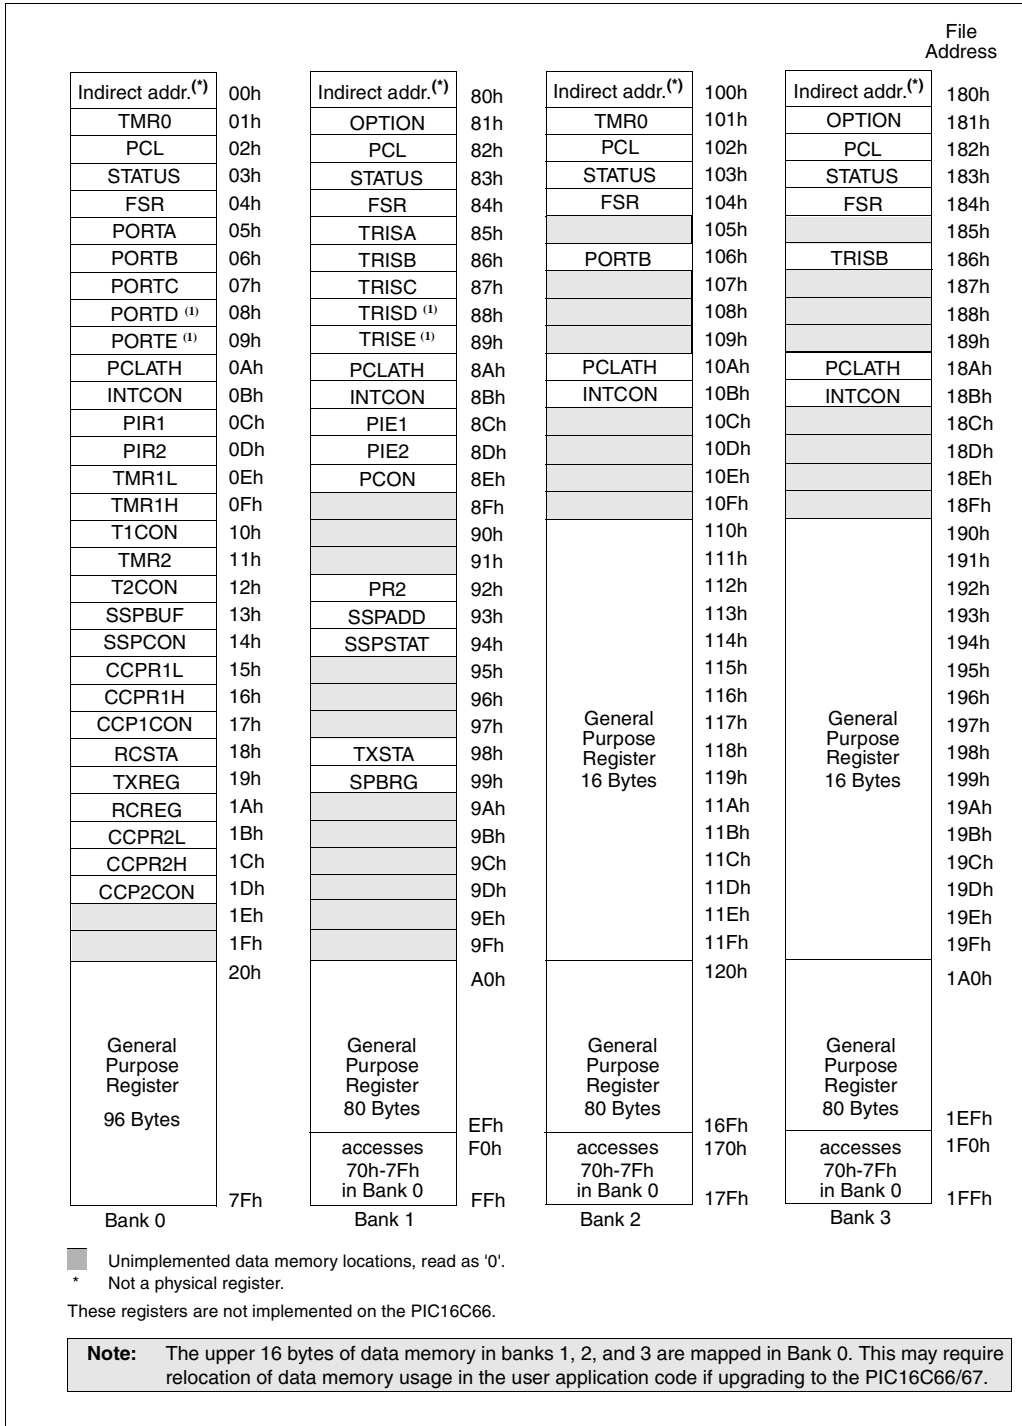 File
Address
Indirect addr.(*) 00h Indirect addr.(*) 80h Indirect addr.(*) 100h Indirect addr.(*) 180h
TMR0 01h OPTION 81h TMR0 101h OPTION 181h
PCL 02h PCL 82h PCL 102h PCL 182h
STATUS 03h STATUS 83h STATUS 103h STATUS 183h
FSR 04h FSR 84h FSR 104h FSR 184h
PORTA 05h TRISA 85h 105h 185h
PORTB 06h TRISB 86h PORTB 106h TRISB 186h
PORTC 07h TRISC 87h 107h 187h
PORTD (1) 08h TRISD (1) 88h 108h 188h
PORTE (1) 09h TRISE (1) 89h 109h 189h
PCLATH 0Ah PCLATH 8Ah PCLATH 10Ah PCLATH 18Ah
INTCON 0Bh INTCON 8Bh INTCON 10Bh INTCON 18Bh
PIR1 0Ch PIE1 8Ch 10Ch 18Ch
PIR2 0Dh PIE2 8Dh 10Dh 18Dh
TMR1L 0Eh PCON 8Eh 10Eh 18Eh
TMR1H 0Fh 8Fh 10Fh 18Fh
T1CON 10h 90h 110h 190h
TMR2 11h 91h 111h 191h
T2CON 12h PR2 92h 112h 192h
SSPBUF 13h SSPADD 93h 113h 193h
SSPCON 14h SSPSTAT 94h 114h 194h
CCPR1L 15h 95h 115h 195h
CCPR1H 16h 96h 116h 196h
CCP1CON 17h 97h General 117h General 197h
Purpose Purpose
RCSTA 18h TXSTA 98h Register 118h Register 198h
TXREG 19h SPBRG 99h 16 Bytes 119h 16 Bytes 199h
RCREG 1Ah 9Ah 11Ah 19Ah
CCPR2L 1Bh 9Bh 11Bh 19Bh
CCPR2H 1Ch 9Ch 11Ch 19Ch
CCP2CON 1Dh 9Dh 11Dh 19Dh
1Eh 9Eh 11Eh 19Eh
1Fh 9Fh 11Fh 19Fh
20h A0h 120h 1A0h
General General General General
Purpose Purpose Purpose Purpose
Register Register Register Register
96 Bytes 80 Bytes 80 Bytes 80 Bytes
EFh 16Fh 1EFh
accesses F0h accesses 170h accesses 1F0h
70h-7Fh 70h-7Fh 70h-7Fh
7Fh in Bank 0 FFh in Bank 0 17Fh in Bank 0 1FFh
Bank 0 Bank 1 Bank 2 Bank 3
Unimplemented data memory locations, read as '0'.
* Not a physical register.
These registers are not implemented on the PIC16C66.
Note: The upper 16 bytes of data memory in banks 1, 2, and 3 are mapped in Bank 0. This may require
relocation of data memory usage in the user application code if upgrading to the PIC16C66/67.